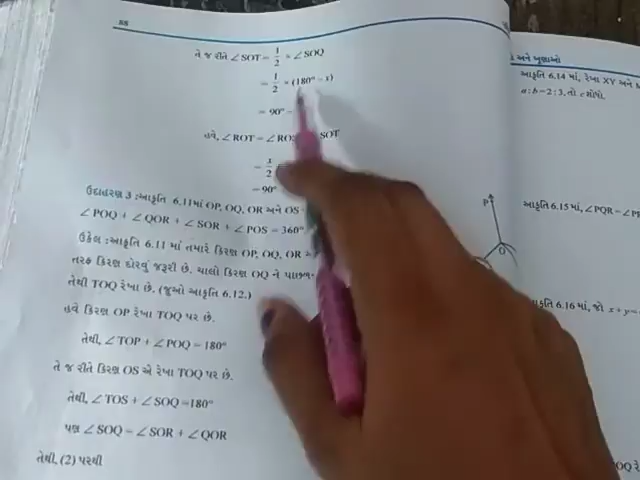 88
તે જ રીતે ∠SOT = 1/2 × ∠SOQ
= 1/2 × (180° – x)
= 90° –
હવે, ∠ROT = ∠RO SOT
= x/2
= 90°
ઉદાહરણ 3 : આકૃતિ 6.11 માં OP, OQ, OR અને OS
∠POQ + ∠QOR + ∠SOR + ∠POS = 360°
ઉકેલ : આકૃતિ 6.11 માં તમારે કિરણ OP, OQ, OR
તરફ કિરણ દોરવું જરૂરી છે. ચાલો કિરણ OQ ને પાછળ
તેથી TOQ રેખા છે. (જુઓ આકૃતિ 6.12.)
હવે કિરણ OP રેખા TOQ પર છે.
તેથી, ∠TOP + ∠POQ = 180°
તે જ રીતે કિરણ OS એ રેખા TOQ પર છે.
તેથી, ∠TOS + ∠SOQ = 180°
પણ ∠SOQ = ∠SOR + ∠QOR
તેથી, (2) પરથી
અને ખૂણાઓ
આકૃતિ 6.14 માં, રેખા XY અને
a : b = 2 : 3, તો c શોધો.
P
O
આકૃતિ 6.15 માં, ∠PQR = ∠P
આકૃતિ 6.16 માં, જો x + y =
OQ રે